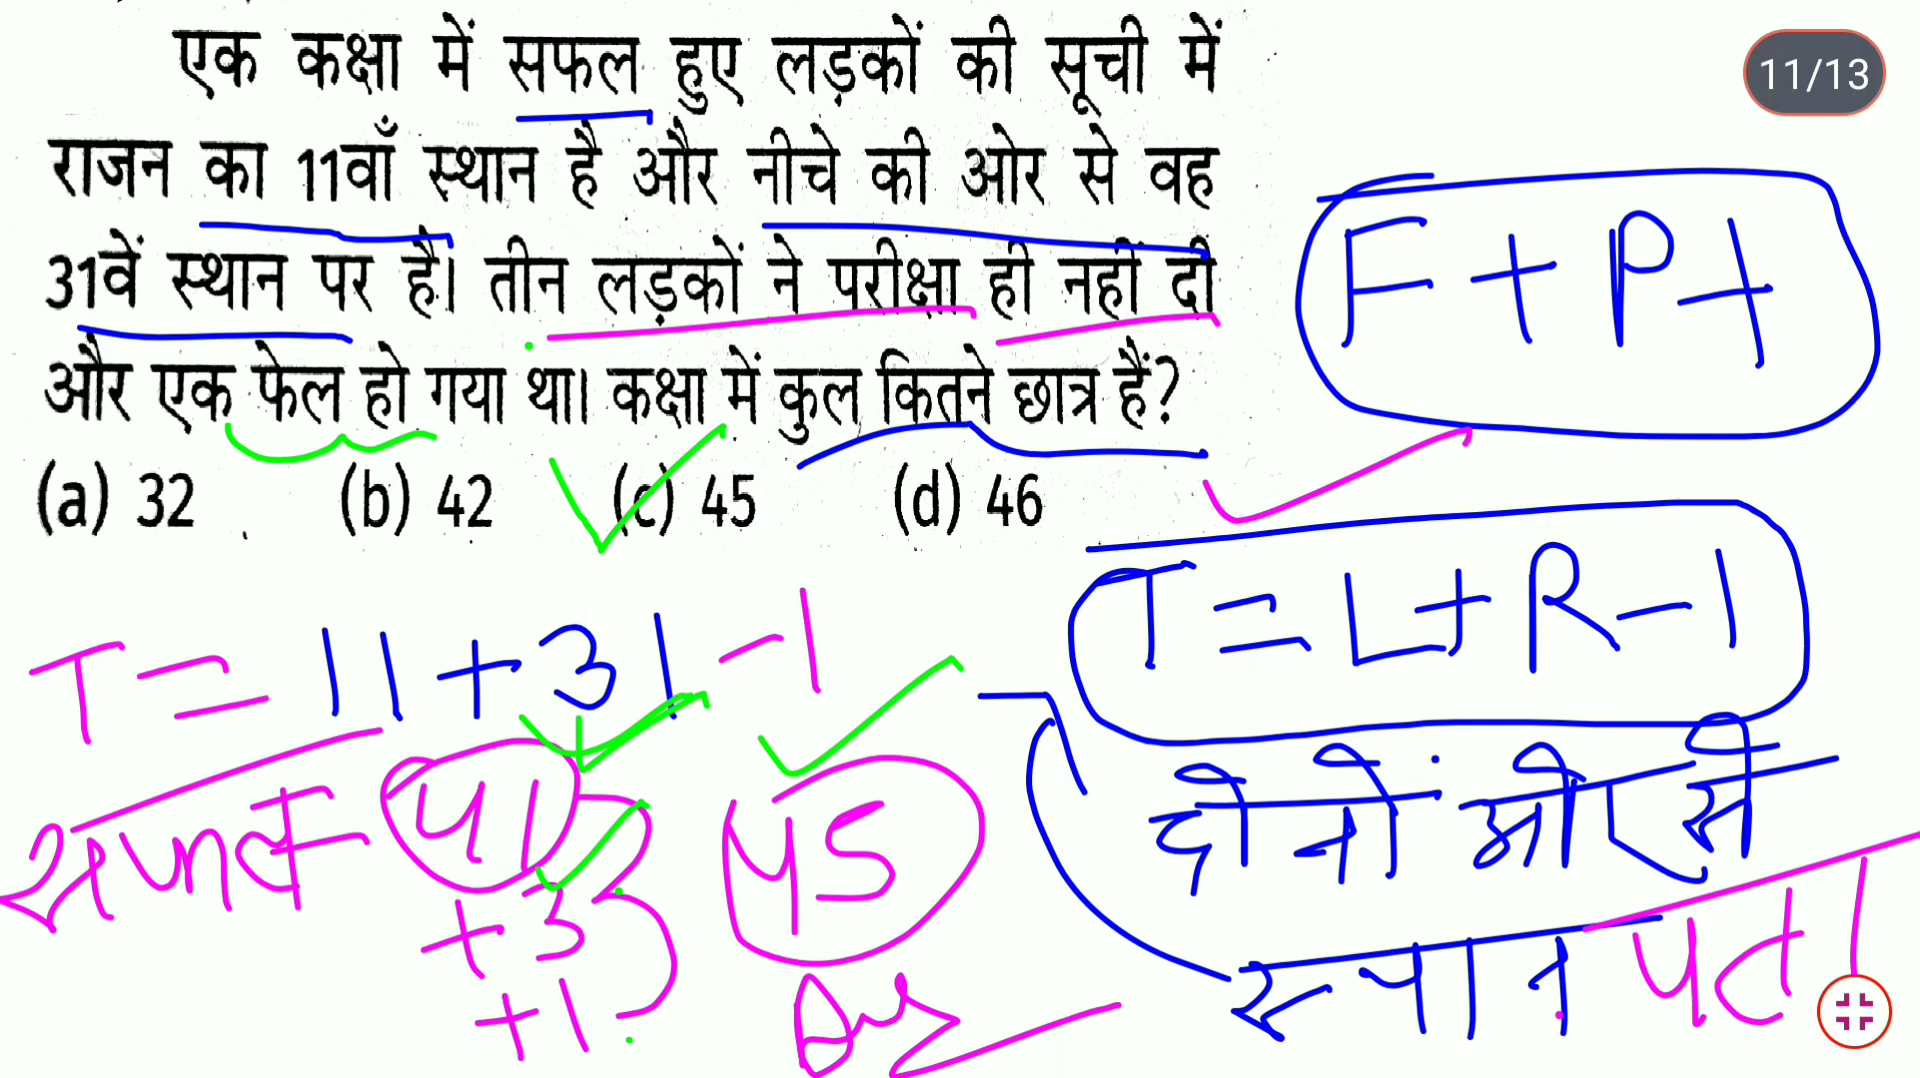 एक कक्षा में सफल हुए लड़कों की सूची में
11/13
राजन का 11वाँ स्थान है और नीचे की ओर से वह
31वें स्थान पर है। तीन लड़कों ने परीक्षा ही नहीं दी
और एक फेल हो गया था। कक्षा में कुल कितने छात्र हैं?
(a) 32 (b) 42 (c) 45 (d) 46
F + P +
T = L + R - 1
T = 11 + 31 - 1
सफल 41 45
+3
+1
दोनों ओर से
स्थान पता
Ans